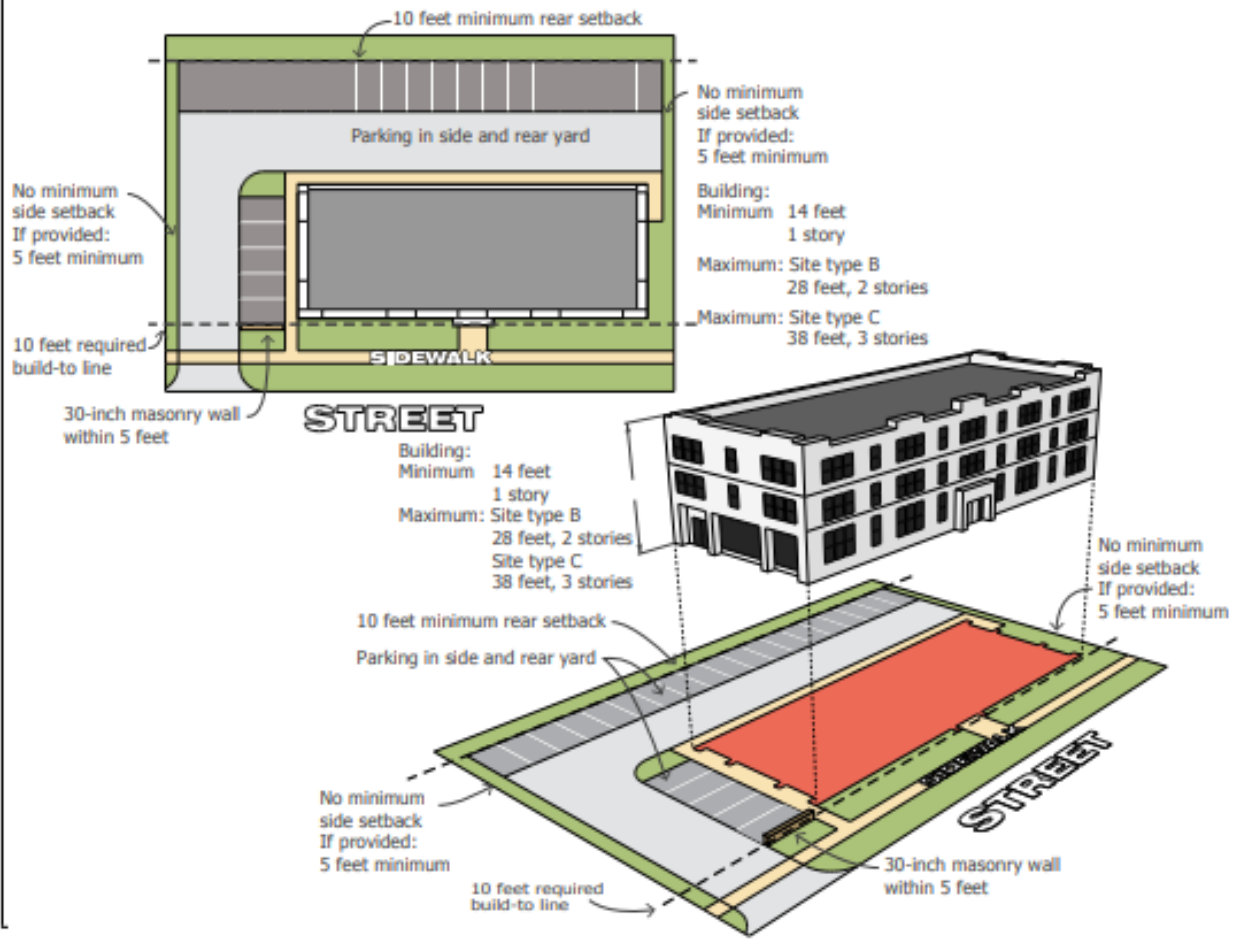 10 feet minimum rear setback
No minimum
side setback
If provided:
5 feet minimum
Parking in side and rear yard
No minimum
side setback
If provided:
5 feet minimum
Building:
Minimum 14 feet
1 story
Maximum: Site type B
28 feet, 2 stories
Maximum: Site type C
38 feet, 3 stories
10 feet required
build-to line
SIDEWALK
30-inch masonry wall
within 5 feet
STREET
Building:
Minimum 14 feet
1 story
Maximum: Site type B
28 feet, 2 stories
Site type C
38 feet, 3 stories
No minimum
side setback
If provided:
5 feet minimum
10 feet minimum rear setback
Parking in side and rear yard
SIDEWALK
STREET
No minimum
side setback
If provided:
5 feet minimum
30-inch masonry wall
within 5 feet
10 feet required
build-to line